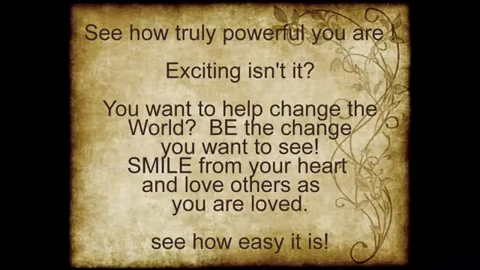 See how truly powerful you are !
Exciting isn't it?
You want to help change the
World? BE the change
you want to see!
SMILE from your heart
and love others as
you are loved.
see how easy it is!